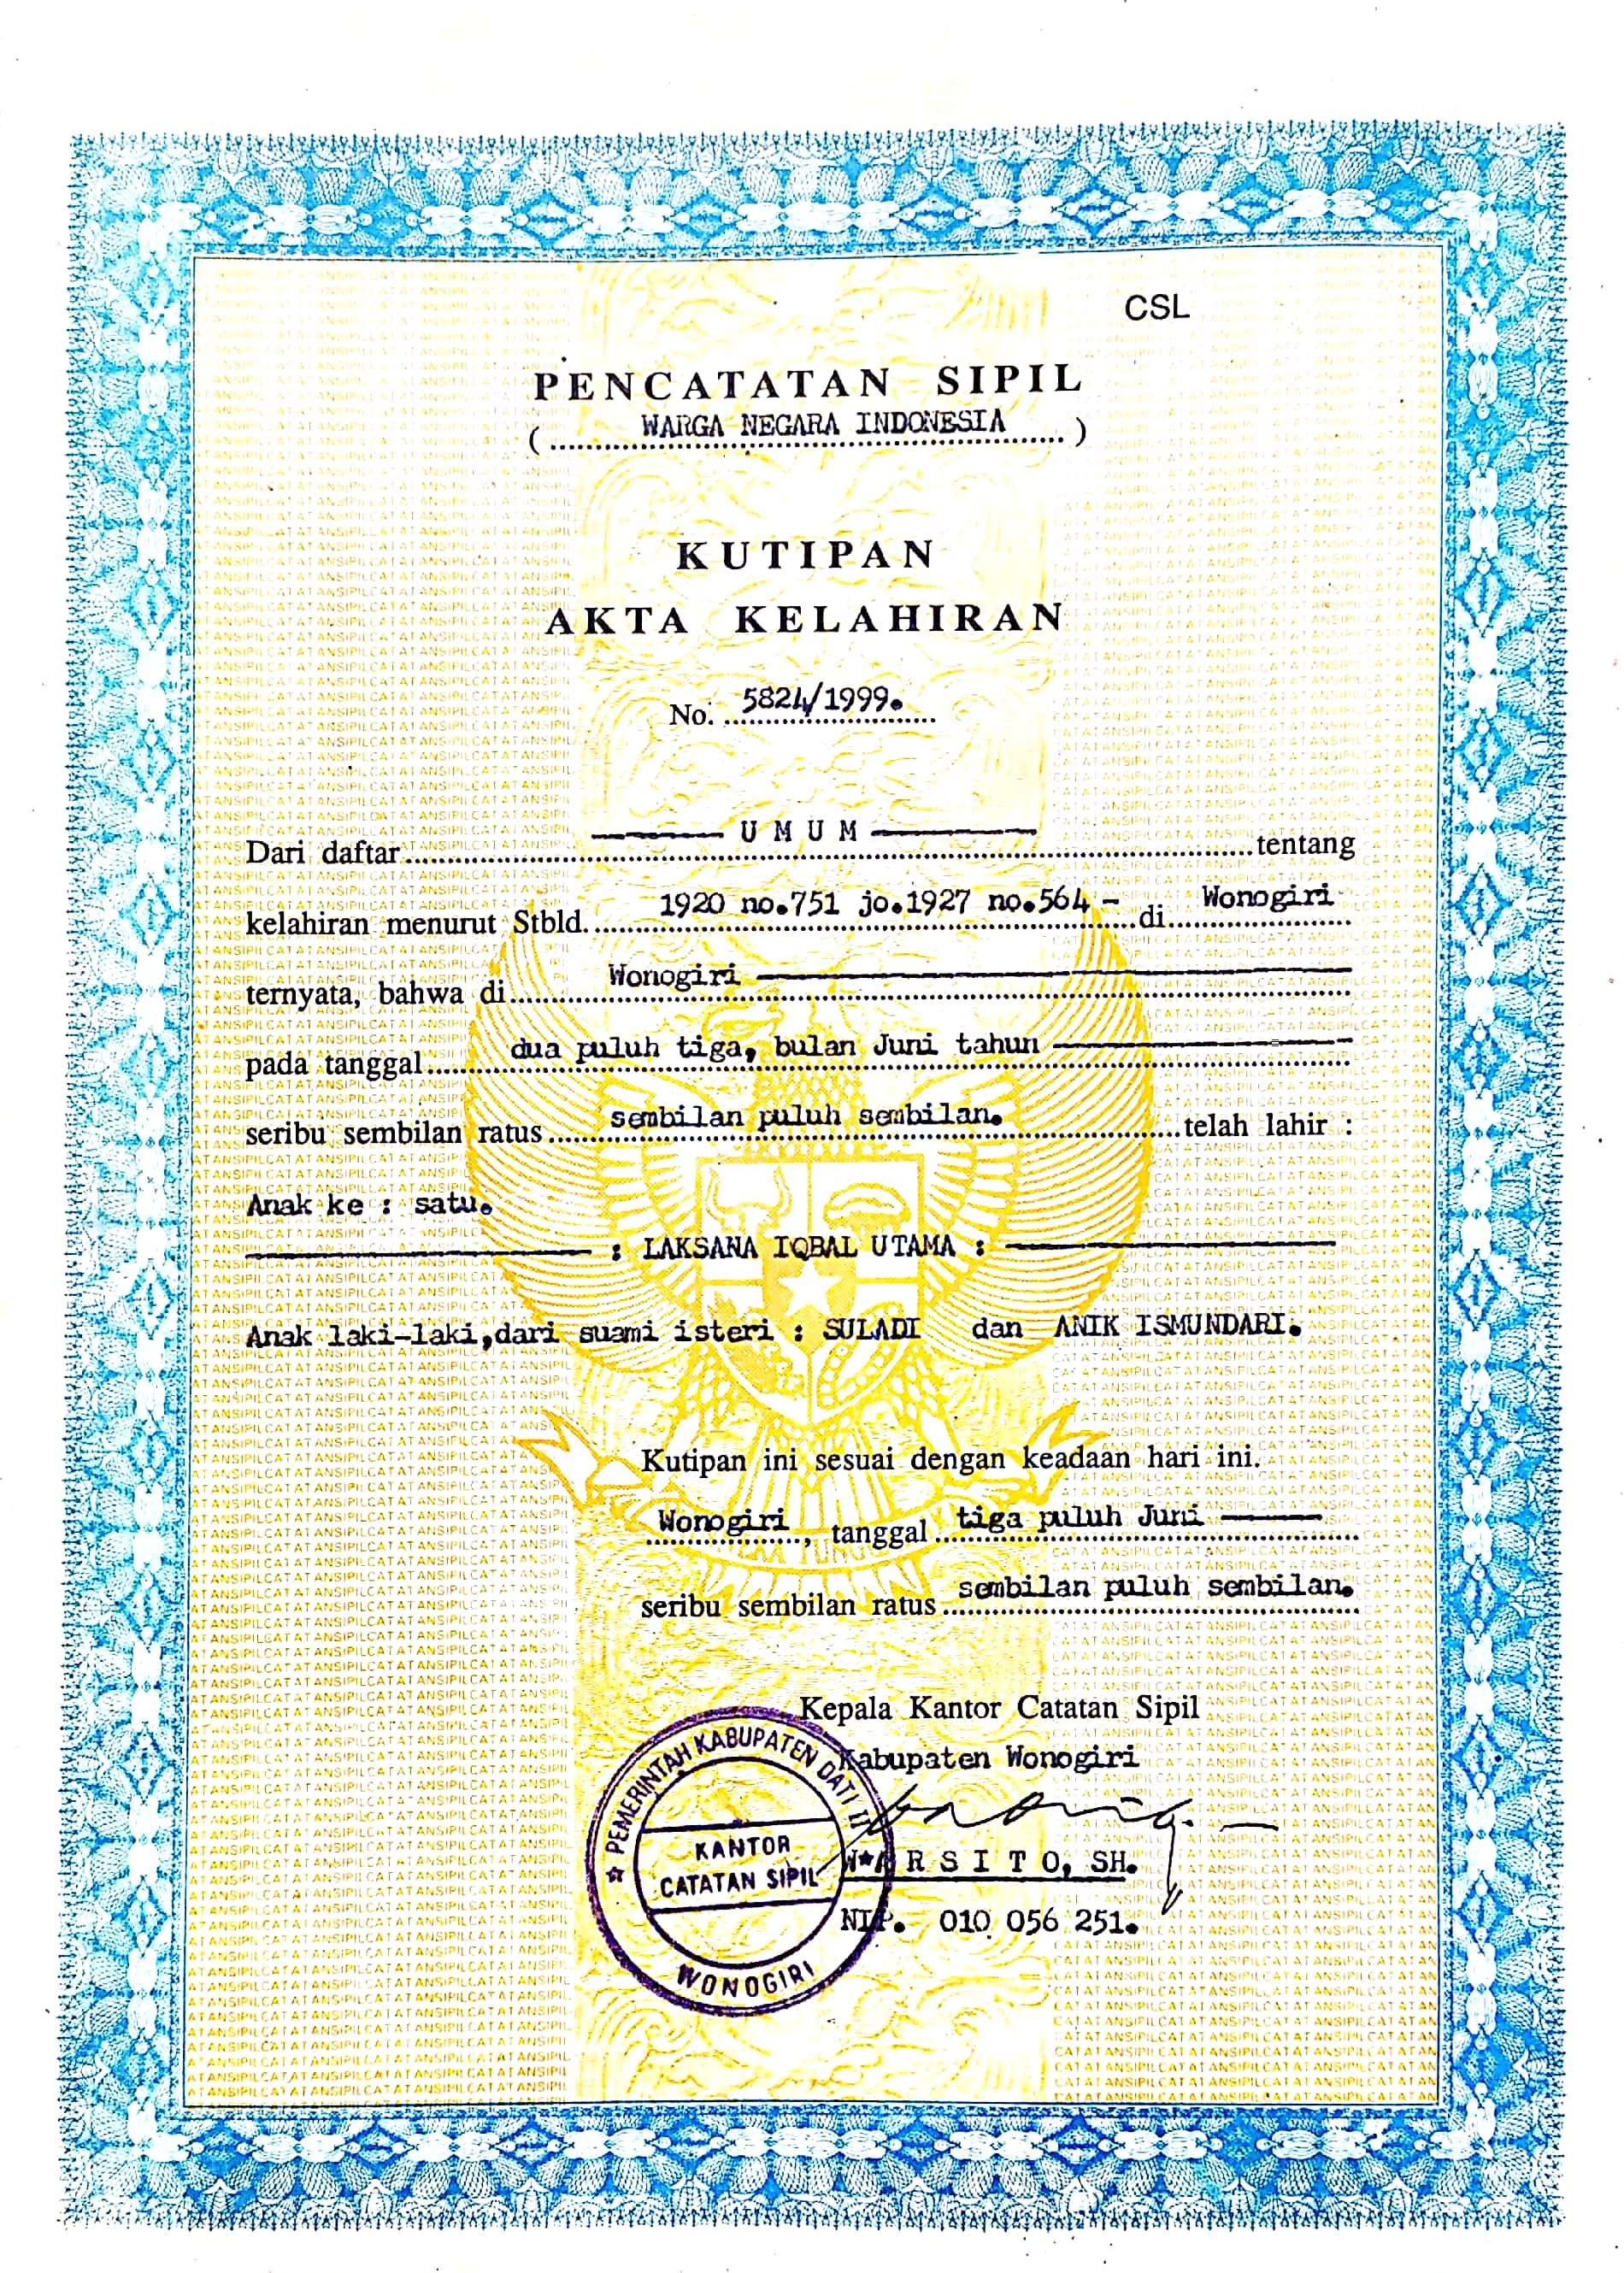 CSL
PENCATATAN SIPIL
( WARGA NEGARA INDONESIA )
KUTIPAN
AKTA KELAHIRAN
No. 5824/1999.
Dari daftar UMUM tentang
kelahiran menurut Stbld. 1920 no.751 jo.1927 no.564 - di Wonogiri
ternyata, bahwa di Wonogiri
pada tanggal dua puluh tiga, bulan Juni tahun
seribu sembilan ratus sembilan puluh sembilan. telah lahir :
Anak ke : satu.
: LAKSANA IQBAL UTAMA :
Anak laki-laki,dari suami isteri : SULADI dan ANIK ISMUNDARI.
Kutipan ini sesuai dengan keadaan hari ini.
Wonogiri, tanggal tiga puluh Juni
seribu sembilan ratus sembilan puluh sembilan.
Kepala Kantor Catatan Sipil
Kabupaten Wonogiri
WARSITO, SH.
NIP. 010 056 251.
PEMERINTAH KABUPATEN DATI II
KANTOR
CATATAN SIPIL
WONOGIRI